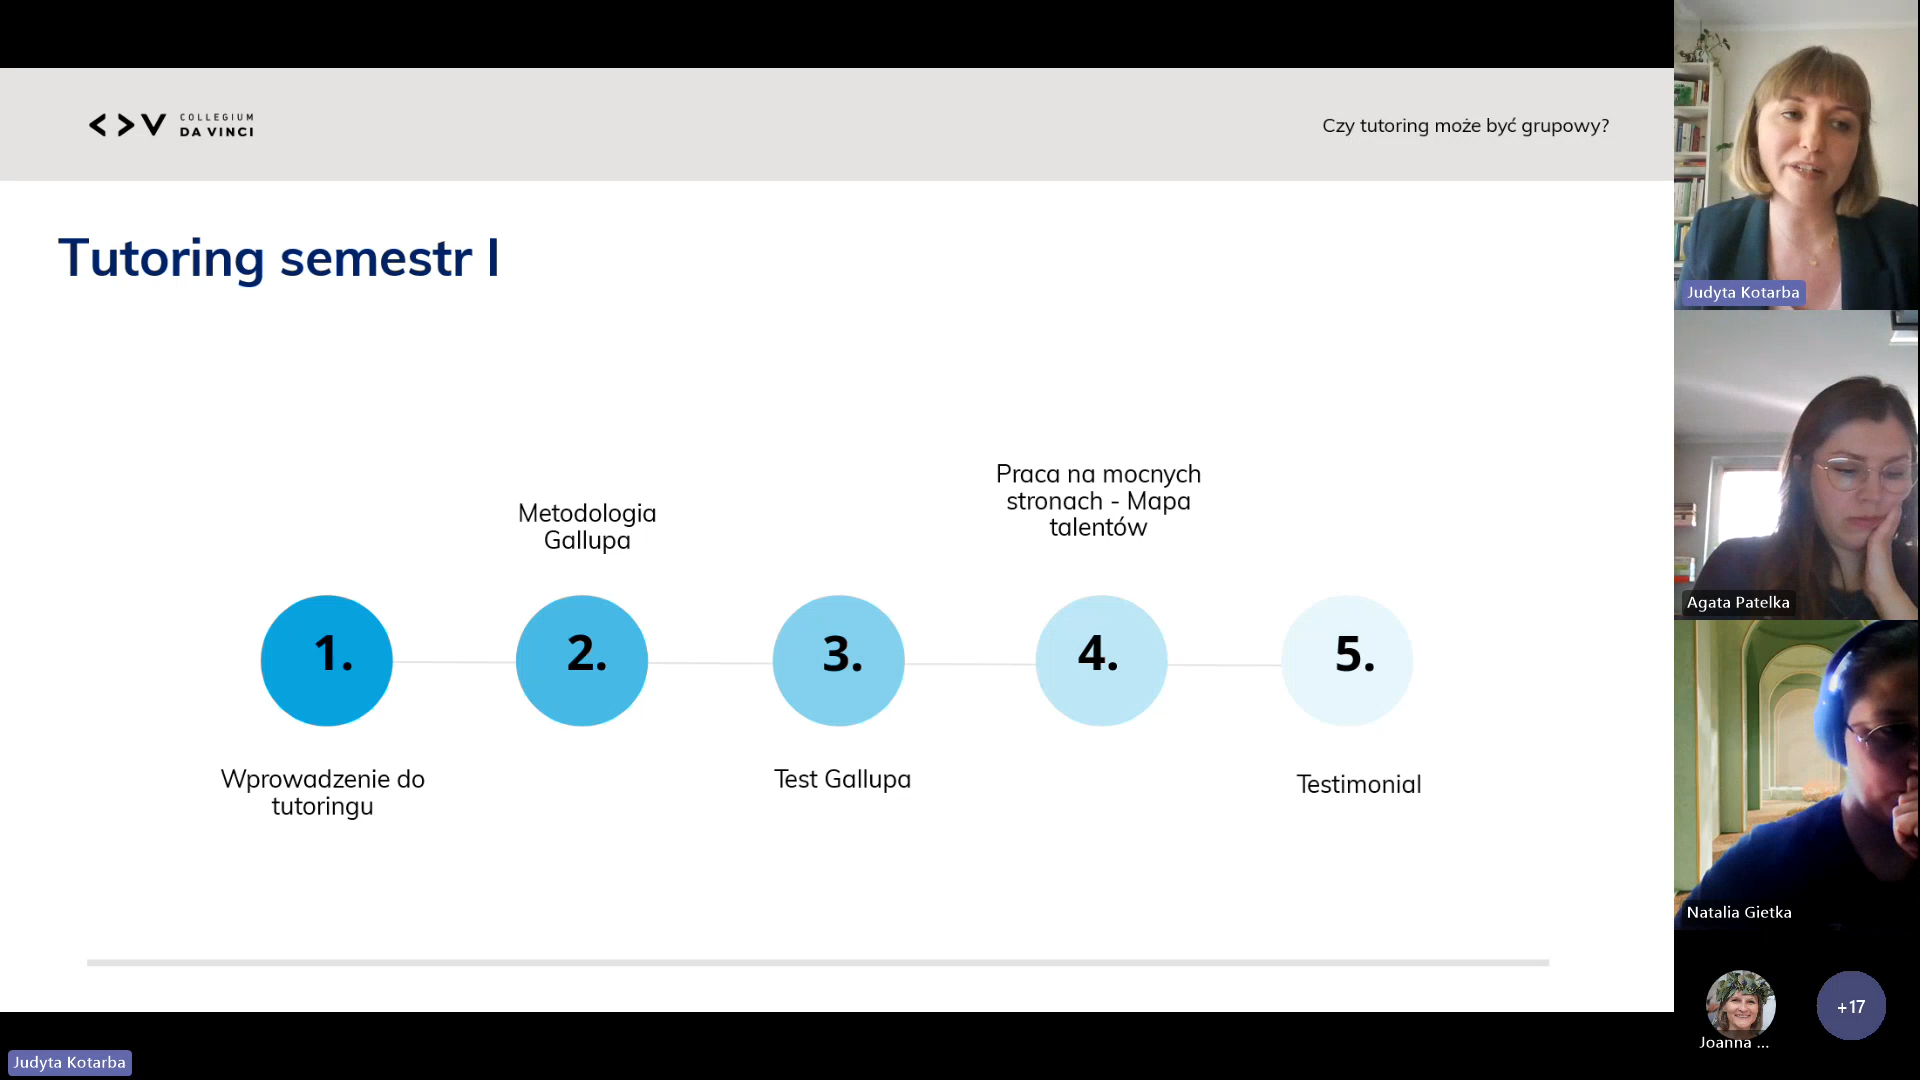 COLLEGIUM
DA VINCI
Czy tutoring może być grupowy?
Tutoring semestr I
Metodologia
Gallupa
Praca na mocnych
stronach - Mapa
talentów
1.
2.
3.
4.
5.
Wprowadzenie do
tutoringu
Test Gallupa
Testimonial
Judyta Kotarba
Agata Patelka
Natalia Gietka
Joanna ...
+17
Judyta Kotarba